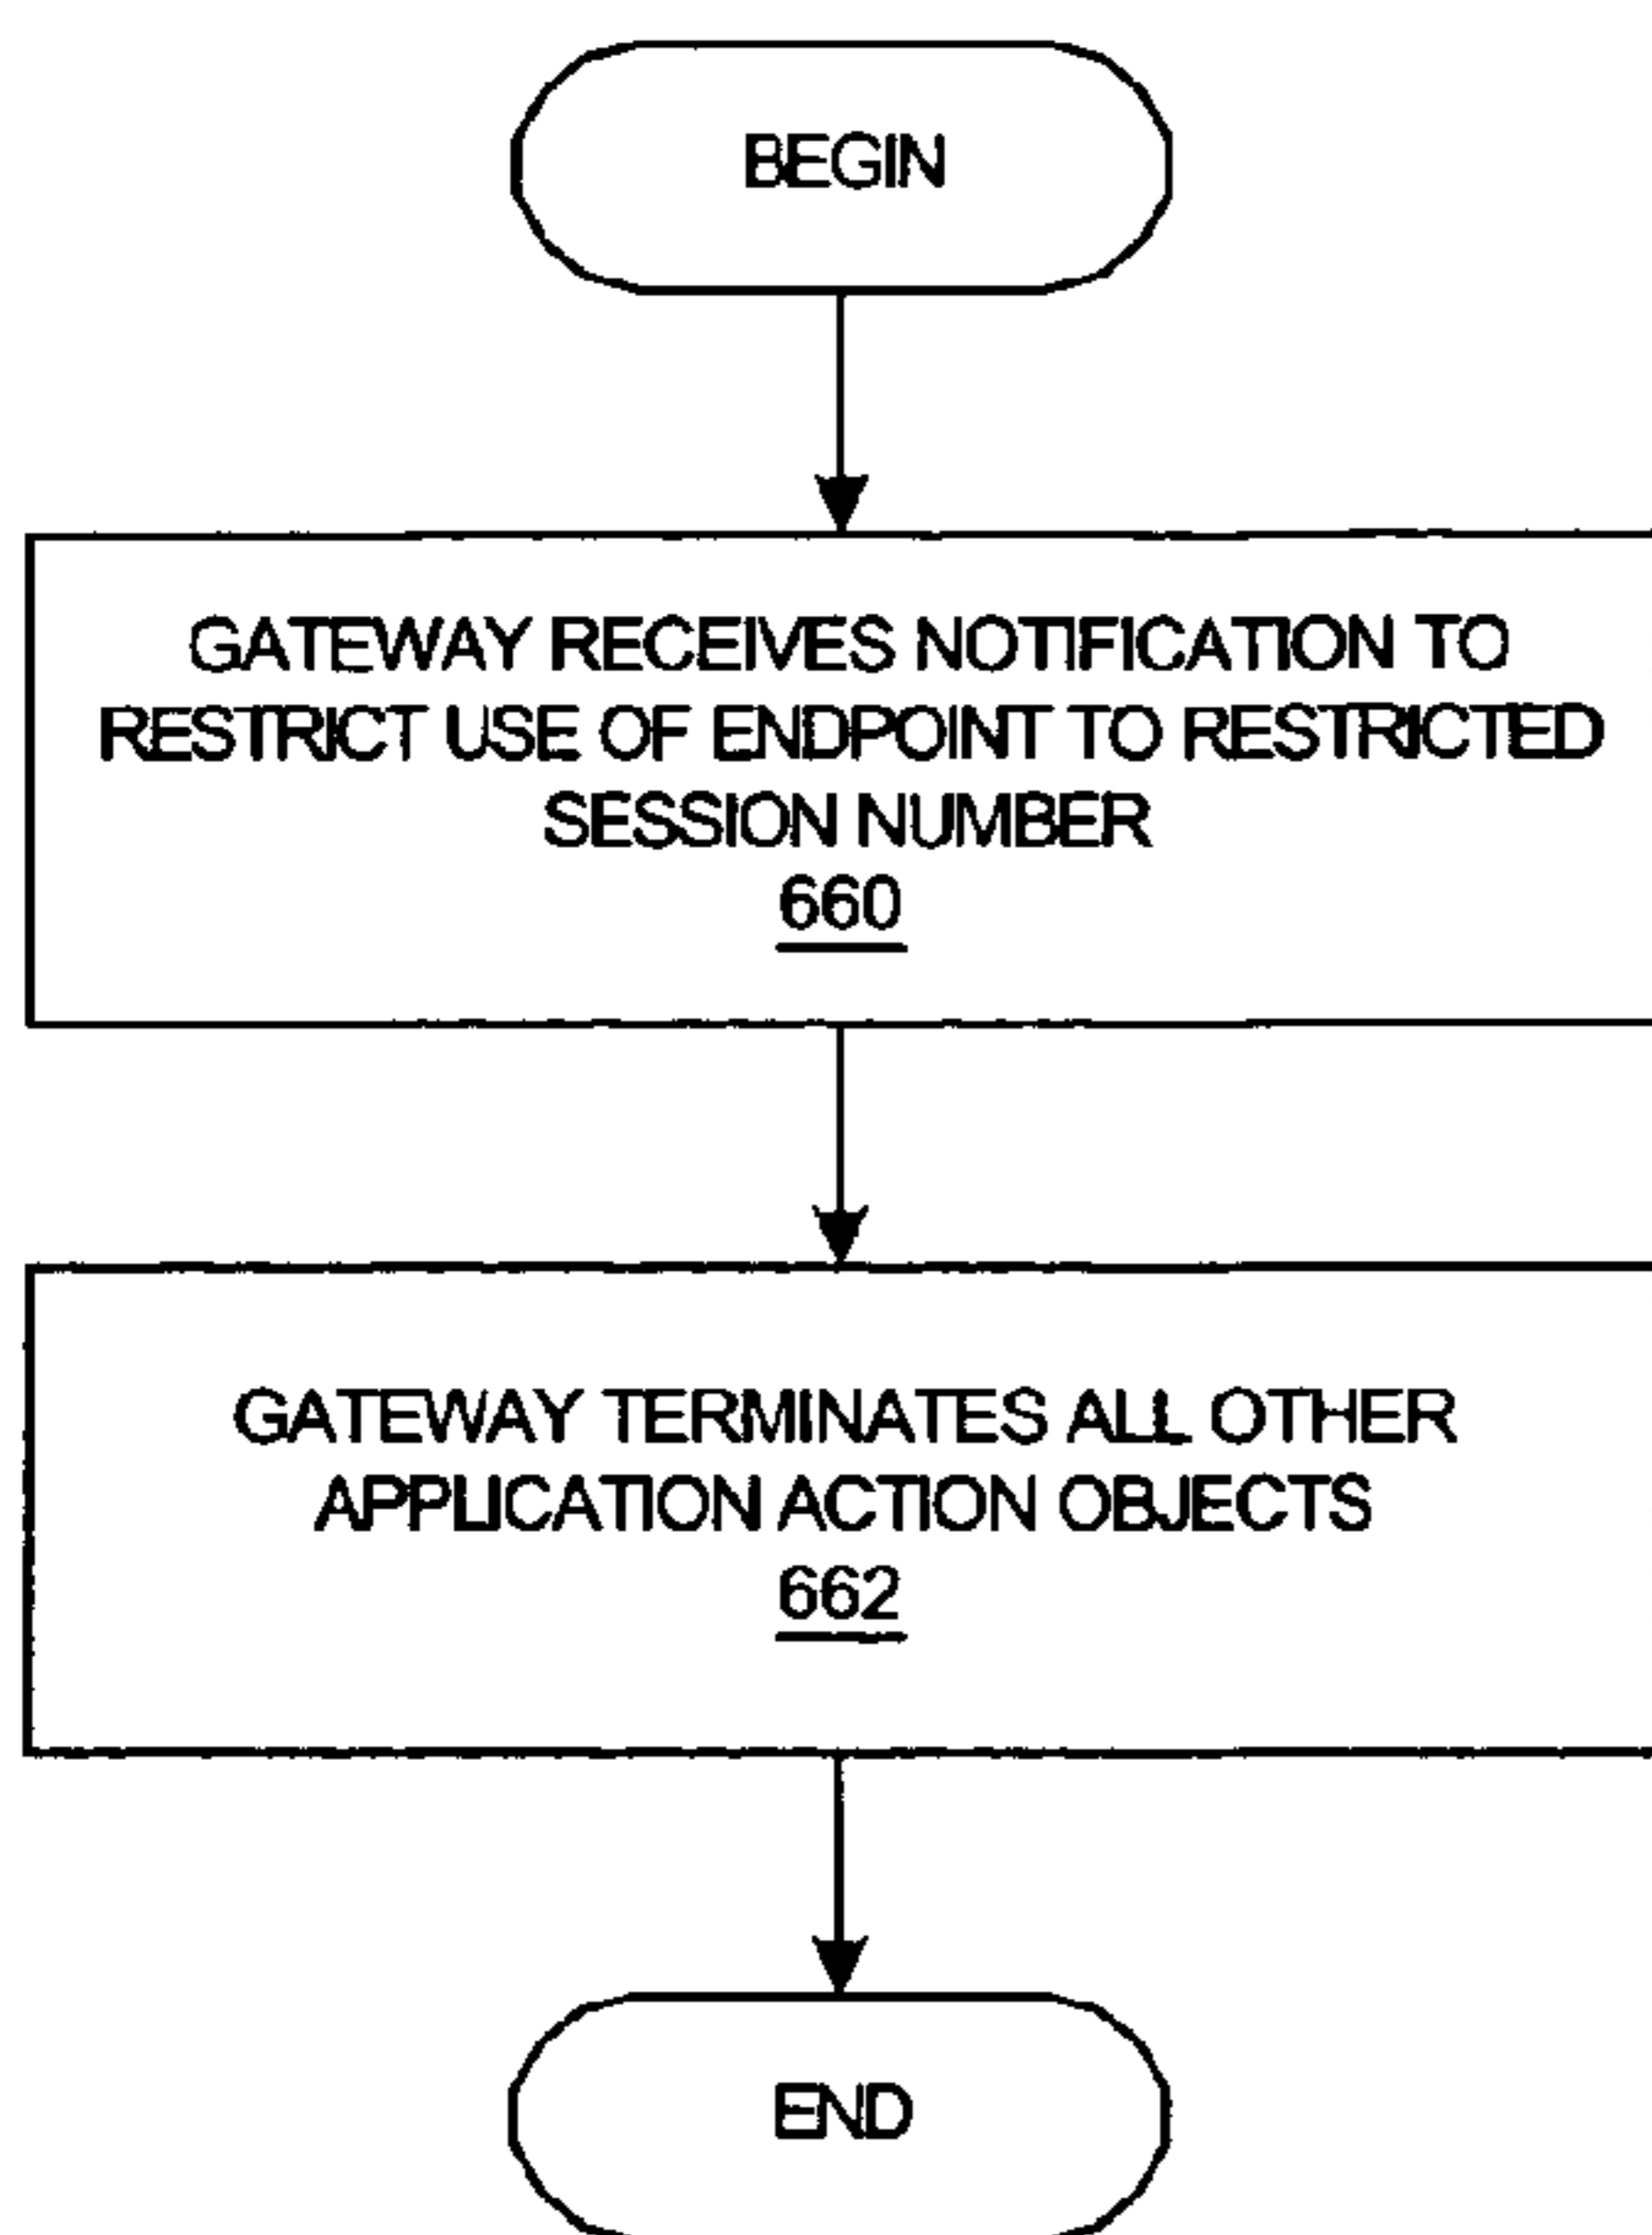 BEGIN
GATEWAY RECEIVES NOTIFICATION TO
RESTRICT USE OF ENDPOINT TO RESTRICTED
SESSION NUMBER
660
GATEWAY TERMINATES ALL OTHER
APPLICATION ACTION OBJECTS
662
END